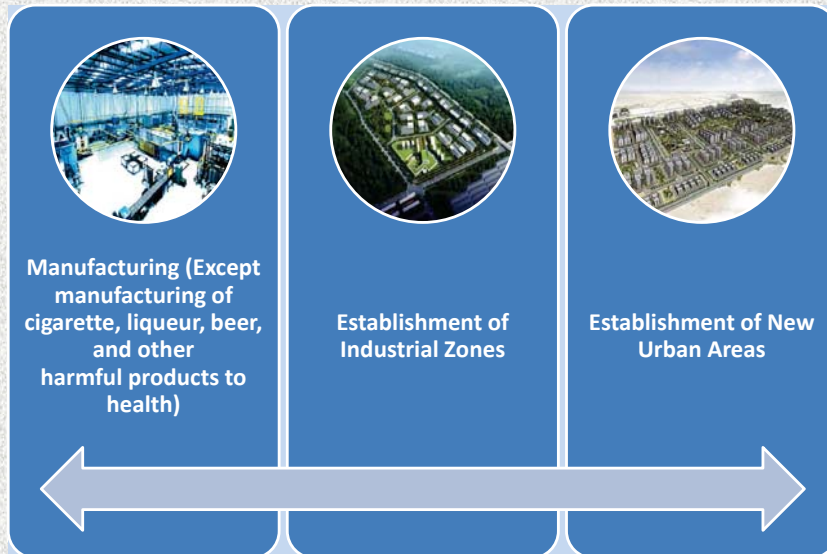 Manufacturing (Except
manufacturing of
cigarette, liqueur, beer,
and other
harmful products to
health)
Establishment of
Industrial Zones
Establishment of New
Urban Areas